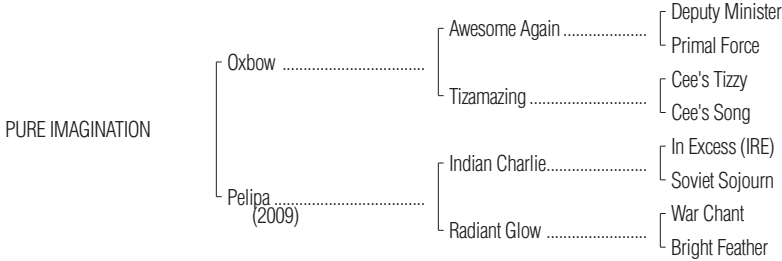 Deputy Minister
Awesome Again ....................
Primal Force
Oxbow ..................................
Cee's Tizzy
Tizamazing ............................
Cee's Song
PURE IMAGINATION
In Excess (IRE)
Indian Charlie........................
Soviet Sojourn
Pelipa ....................................
(2009)
War Chant
Radiant Glow ........................
Bright Feather